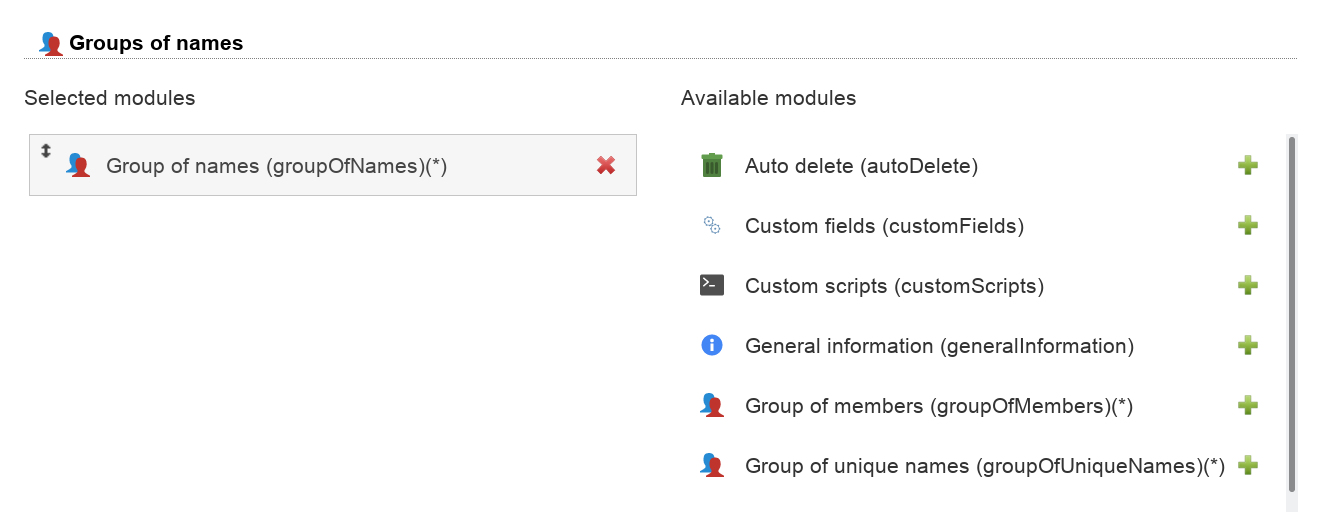 Groups of names
Selected modules
Available modules
Group of names (groupOfNames)(*)
Auto delete (autoDelete)
Custom fields (customFields)
Custom scripts (customScripts)
General information (generalInformation)
Group of members (groupOfMembers)(*)
Group of unique names (groupOfUniqueNames)(*)